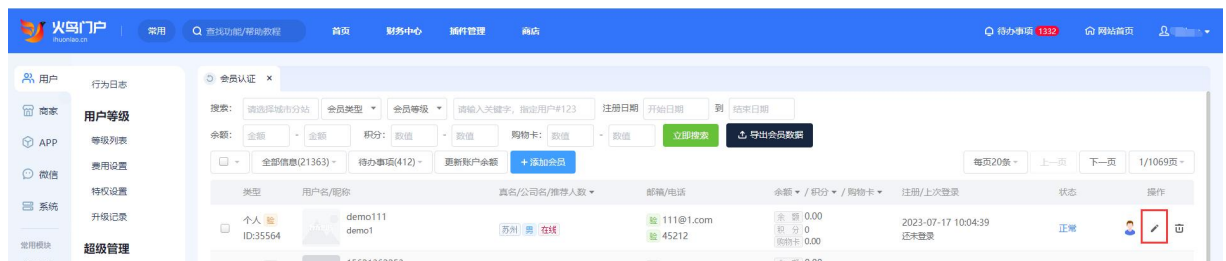 火鸟门户 常用 查找功能/帮助教程 首页 财务中心 插件管理 商店 待办事项 1332 网站首页
ihuoniao.cn
用户 行为日志 会员认证 ×
商家 用户等级 搜索: 请选择城市分站 会员类型 会员等级 请输入关键字，指定用户#123 注册日期 开始日期 到 结束日期
APP 等级列表 余额: 金额 - 金额 积分: 数值 - 数值 购物卡: 数值 - 数值 立即搜索 导出会员数据
微信 费用设置 全部信息(21363) 待办事项(412) 更新账户余额 + 添加会员 每页20条 上一页 下一页 1/1069页
系统 特权设置 类型 用户名/昵称 真名/公司名/推荐人数 邮箱/电话 余额 / 积分 / 购物卡 注册/上次登录 状态 操作
升级记录
常用模块 超级管理
个人 验 demo111 苏州 男 在线 验 111@1.com 余 额 0.00 2023-07-17 10:04:39 正常
ID:35564 demo1 验 45212 积 分 0 还未登录
购物卡 0.00